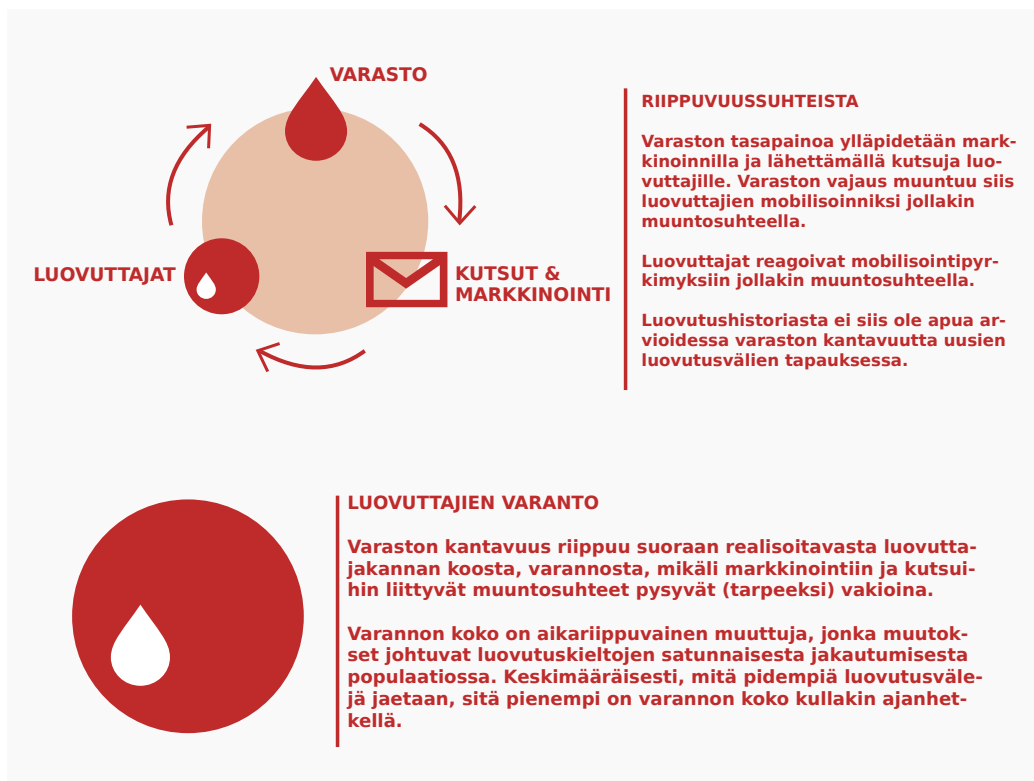 VARASTO
LUOVUTTAJAT
KUTSUT &
MARKKINOINTI
RIIPPUVUUSSUHTEISTA
Varaston tasapainoa ylläpidetään mark-
kinoinnilla ja lähettämällä kutsuja luo-
vuttajille. Varaston vajaus muuntuu siis
luovuttajien mobilisoinniksi jollakin
muuntosuhteella.
Luovuttajat reagoivat mobilisointipyr-
kimyksiin jollakin muuntosuhteella.
Luovutushistoriasta ei siis ole apua ar-
vioidessa varaston kantavuutta uusien
luovutusvälien tapauksessa.
LUOVUTTAJIEN VARANTO
Varaston kantavuus riippuu suoraan realisoitavasta luovutta-
jakannan koosta, varannosta, mikäli markkinointiin ja kutsui-
hin liittyvät muuntosuhteet pysyvät (tarpeeksi) vakioina.
Varannon koko on aikariippuvainen muuttuja, jonka muutok-
set johtuvat luovutuskieltojen satunnaisesta jakautumisesta
populaatiossa. Keskimääräisesti, mitä pidempiä luovutusväle-
jä jaetaan, sitä pienempi on varannon koko kullakin ajanhet-
kellä.